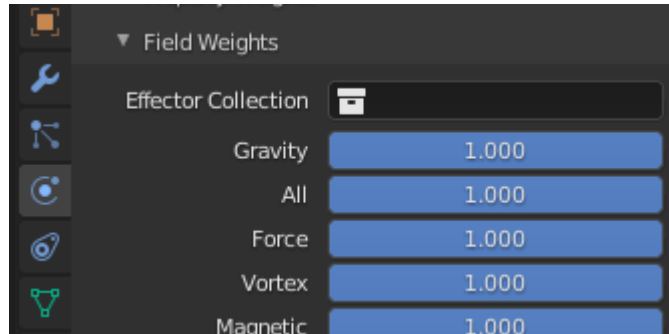 Field Weights
Effector Collection
Gravity 1.000
All 1.000
Force 1.000
Vortex 1.000
Magnetic 1.000